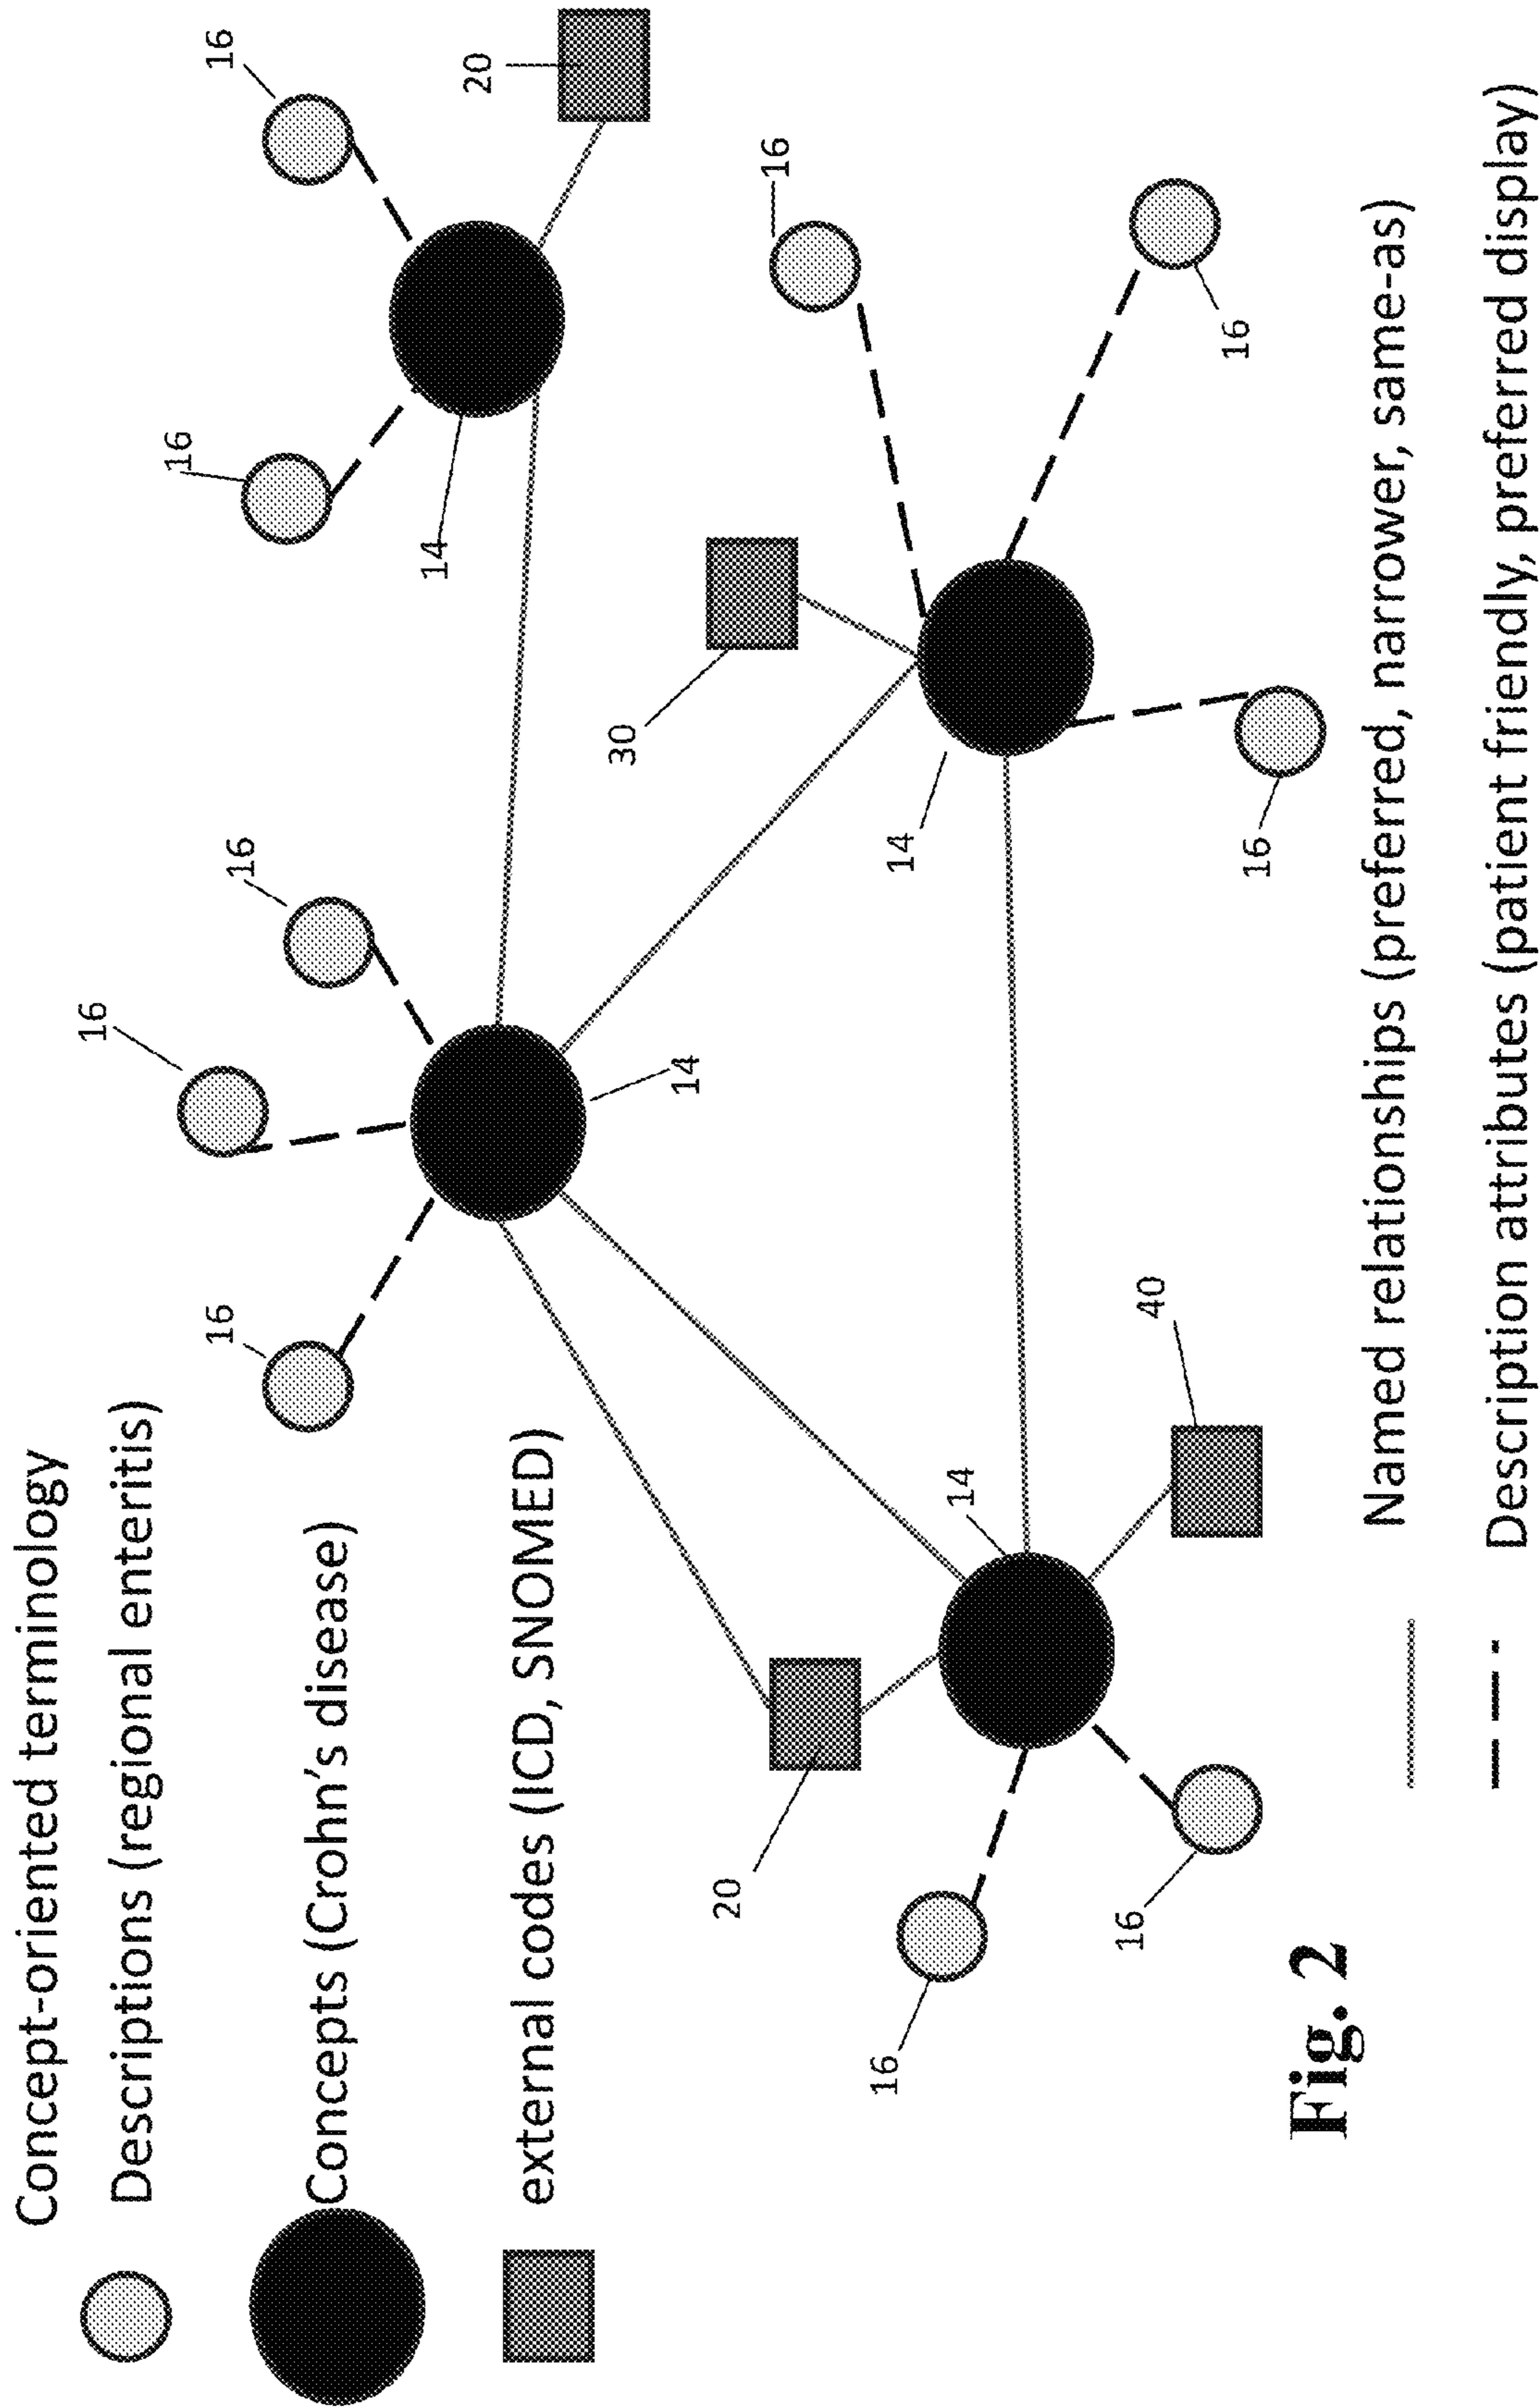 Concept-oriented terminology
16
Descriptions (regional enteritis)
16
16
16
16
Concepts (Crohn's disease)
14
20
external codes (ICD, SNOMED)
30
14
20
16
16
14
14
16
40
16
16
Fig. 2
Named relationships (preferred, narrower, same-as)
Description attributes (patient friendly, preferred display)